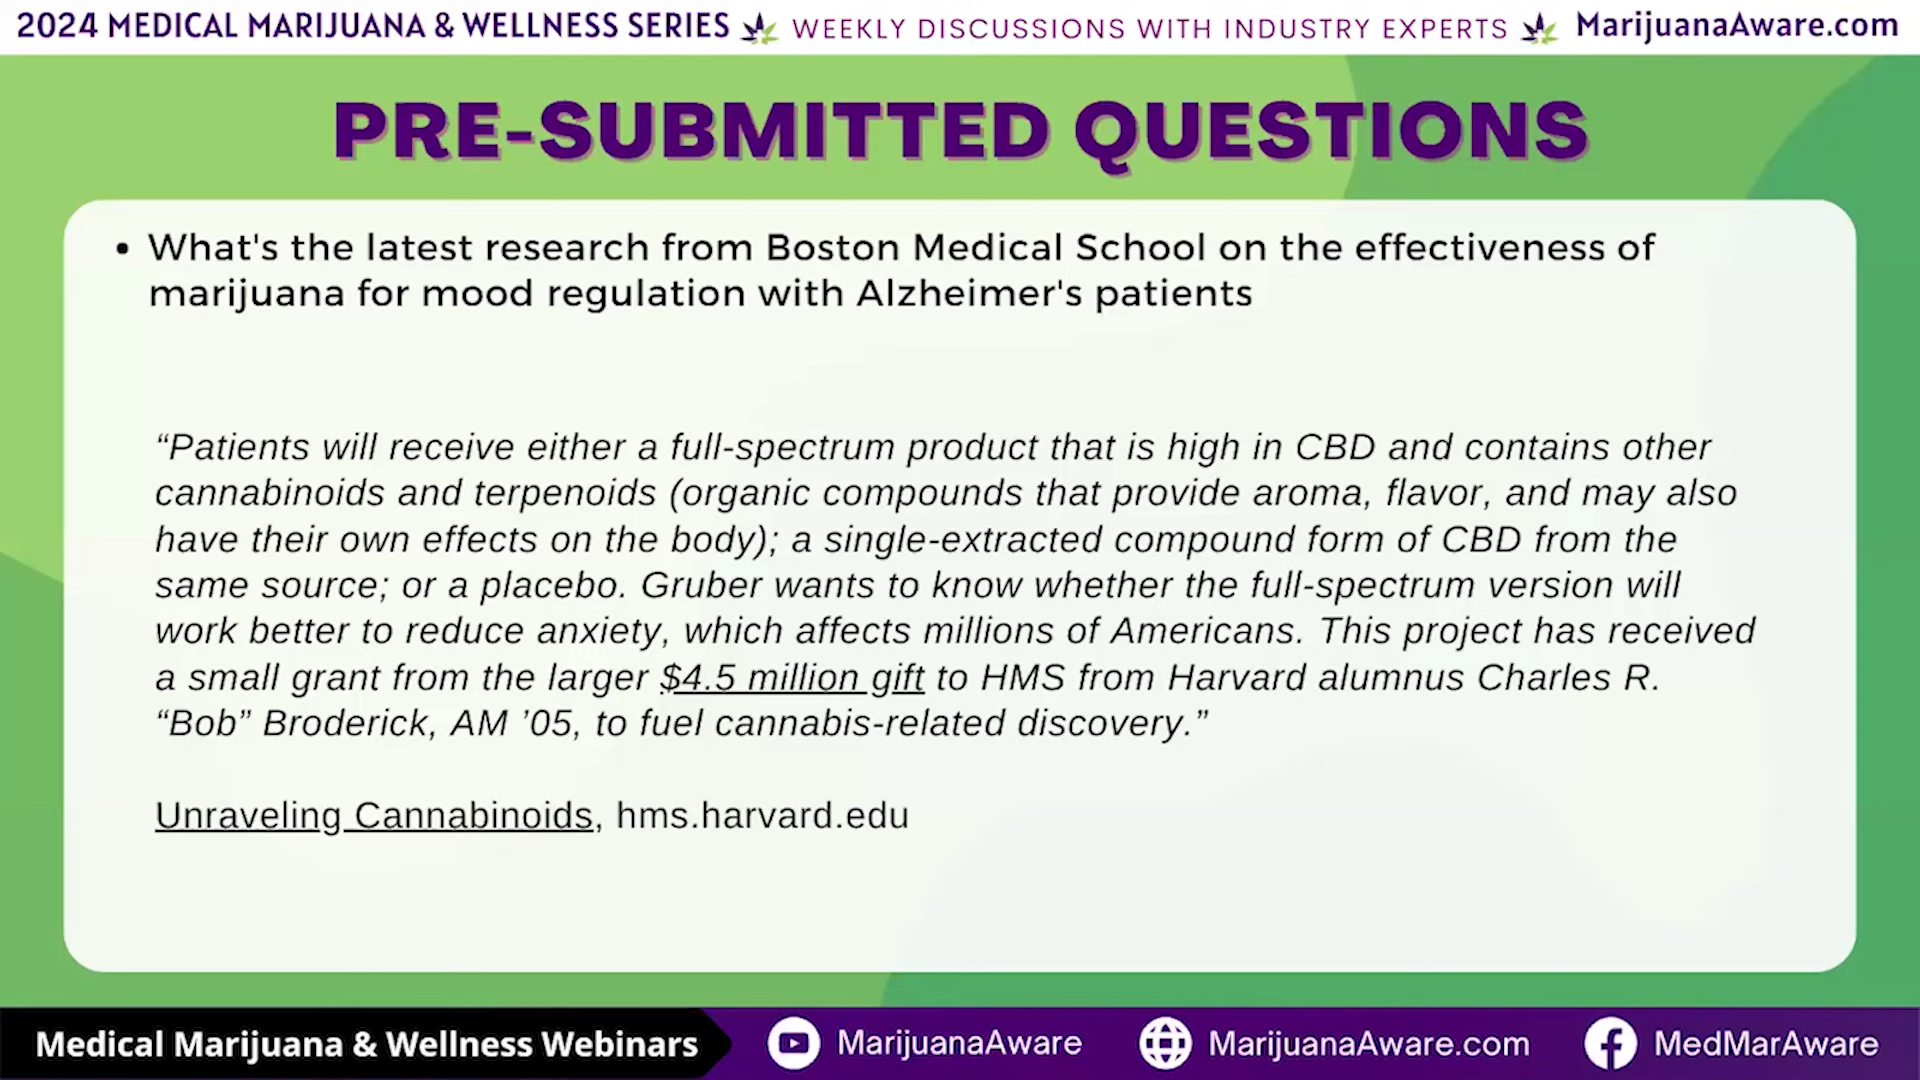 2024 MEDICAL MARIJUANA & WELLNESS SERIES WEEKLY DISCUSSIONS WITH INDUSTRY EXPERTS MarijuanaAware.com
PRE-SUBMITTED QUESTIONS
• What's the latest research from Boston Medical School on the effectiveness of
marijuana for mood regulation with Alzheimer's patients
“Patients will receive either a full-spectrum product that is high in CBD and contains other
cannabinoids and terpenoids (organic compounds that provide aroma, flavor, and may also
have their own effects on the body); a single-extracted compound form of CBD from the
same source; or a placebo. Gruber wants to know whether the full-spectrum version will
work better to reduce anxiety, which affects millions of Americans. This project has received
a small grant from the larger $4.5 million gift to HMS from Harvard alumnus Charles R.
“Bob” Broderick, AM ’05, to fuel cannabis-related discovery.”
Unraveling Cannabinoids, hms.harvard.edu
Medical Marijuana & Wellness Webinars MarijuanaAware MarijuanaAware.com MedMarAware